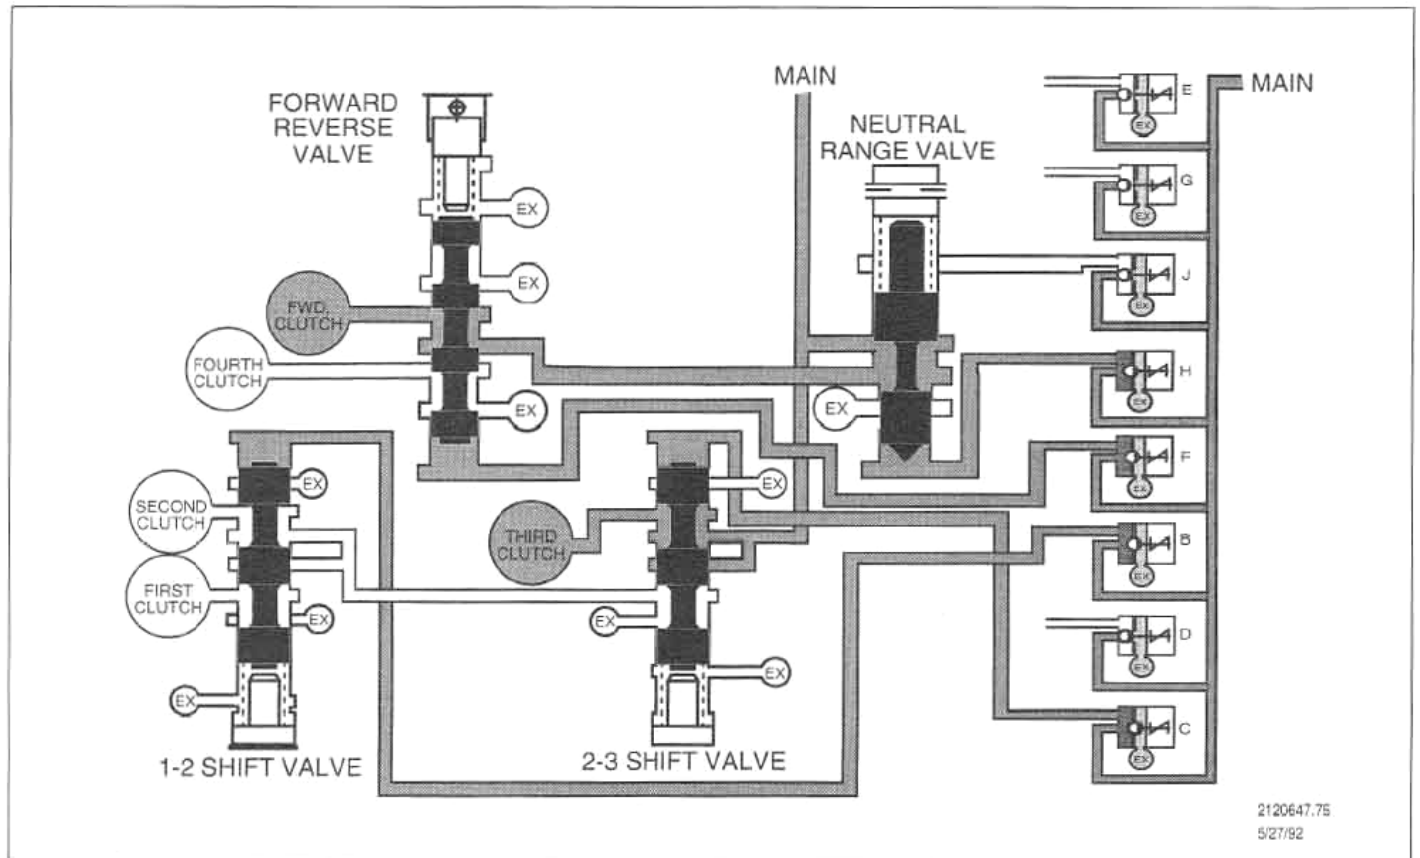 MAIN
MAIN
FORWARD
REVERSE
VALVE
NEUTRAL
RANGE VALVE
E
EX
G
EX
J
EX
H
EX
F
EX
B
EX
D
EX
C
EX
EX
EX
EX
EX
FWD.
CLUTCH
FOURTH
CLUTCH
SECOND
CLUTCH
FIRST
CLUTCH
THIRD
CLUTCH
EX
EX
EX
EX
EX
EX
1-2 SHIFT VALVE
2-3 SHIFT VALVE
2120647.75
5/27/92